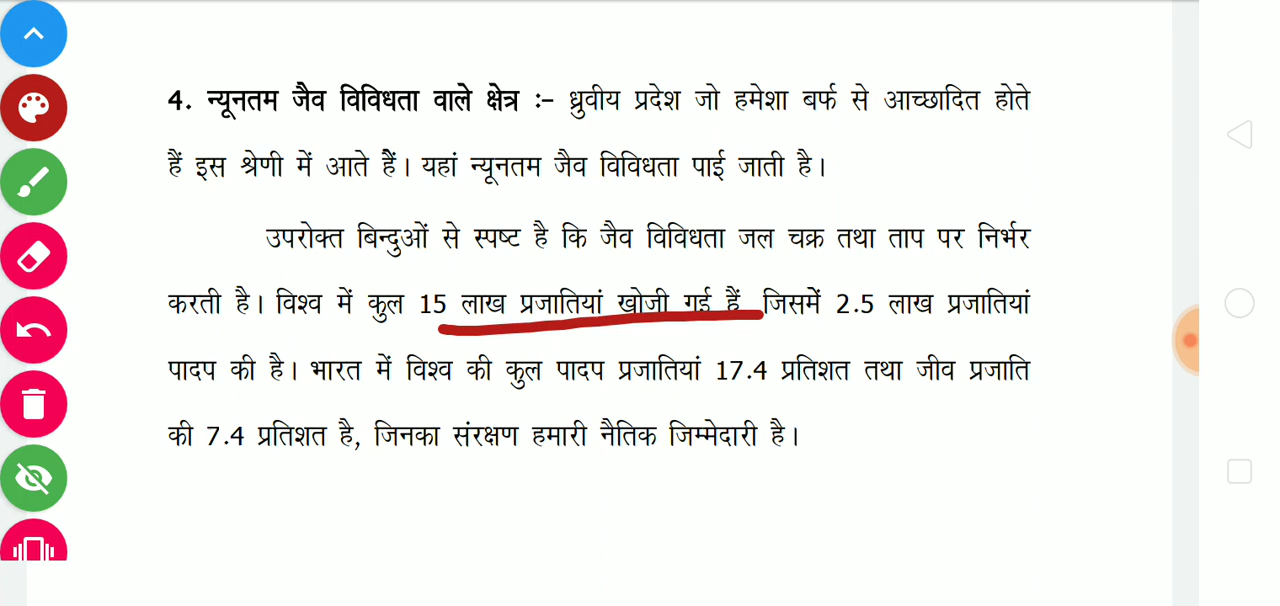 4. न्यूनतम जैव विविधता वाले क्षेत्र :– ध्रुवीय प्रदेश जो हमेशा बर्फ से आच्छादित होते
हैं इस श्रेणी में आते हैं। यहां न्यूनतम जैव विविधता पाई जाती है।
उपरोक्त बिन्दुओं से स्पष्ट है कि जैव विविधता जल चक्र तथा ताप पर निर्भर
करती है। विश्व में कुल 15 लाख प्रजातियां खोजी गई हैं जिसमें 2.5 लाख प्रजातियां
पादप की है। भारत में विश्व की कुल पादप प्रजातियां 17.4 प्रतिशत तथा जीव प्रजाति
की 7.4 प्रतिशत है, जिनका संरक्षण हमारी नैतिक जिम्मेदारी है।